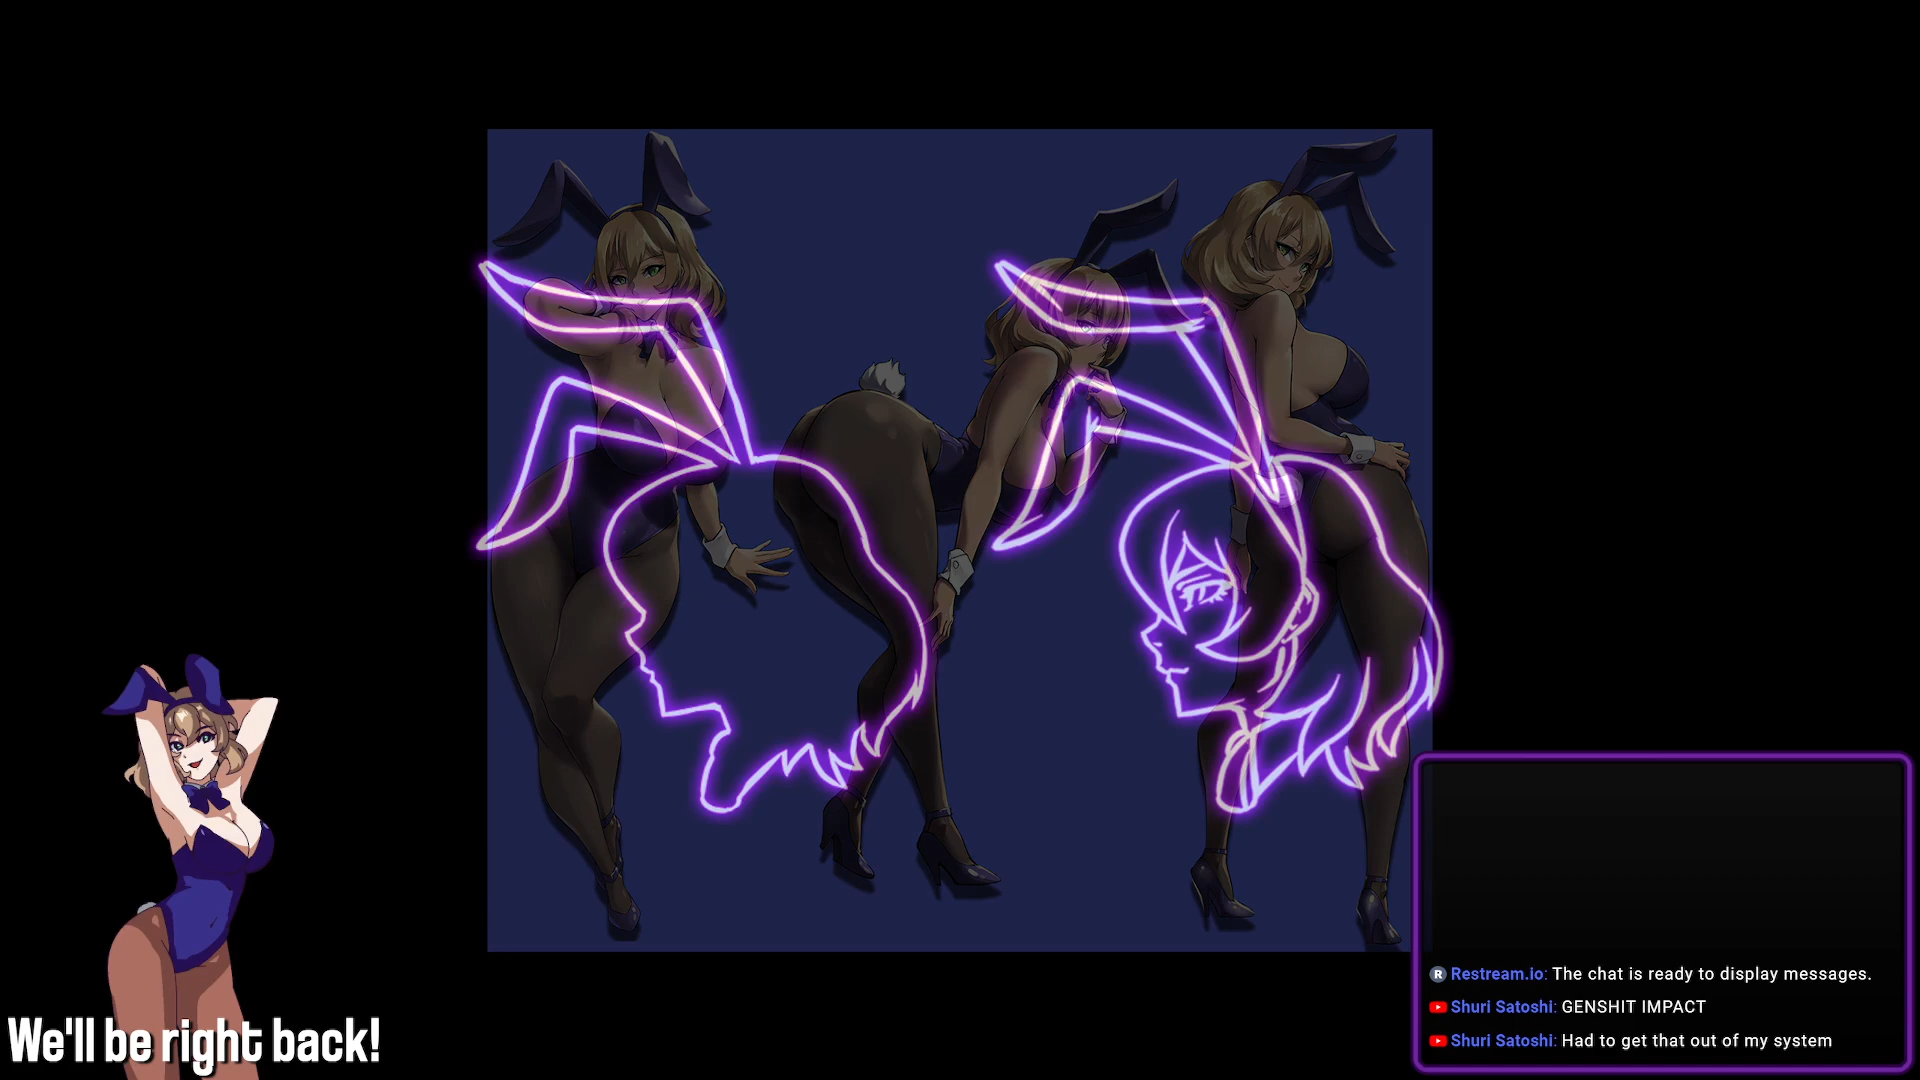 Restream.io: The chat is ready to display messages.
Shuri Satoshi: GENSHIT IMPACT
Shuri Satoshi: Had to get that out of my system
We'll be right back!